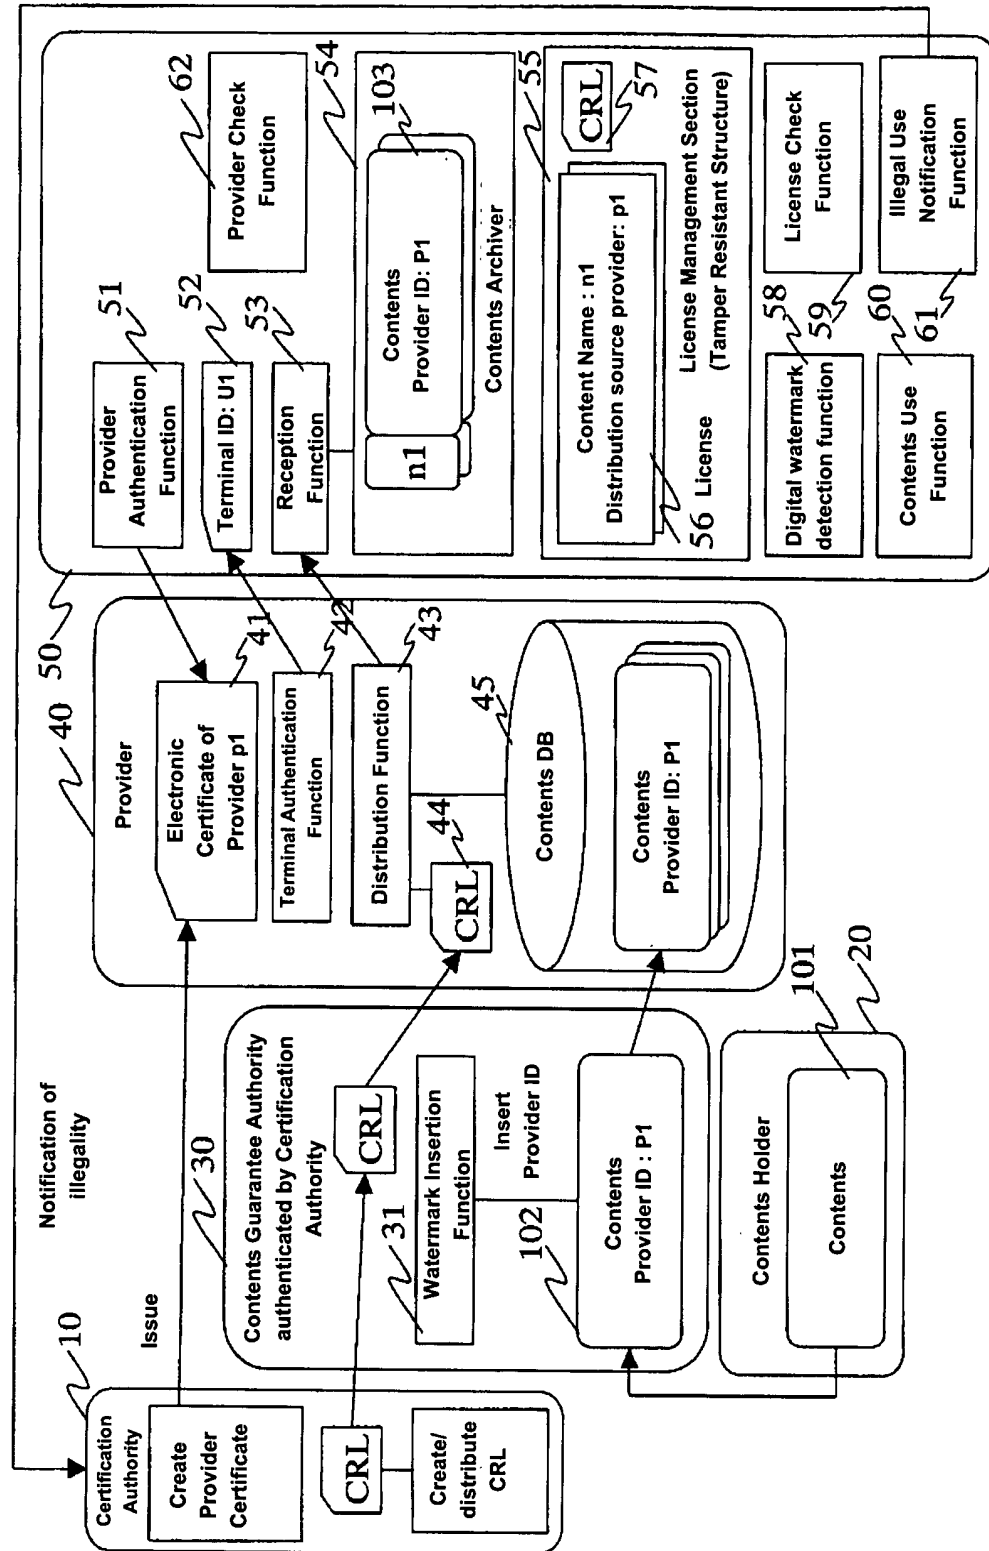 Notification of
illegality
10
Certification
Authority
Create
Provider
Certificate
CRL
Create/
distribute
CRL
Issue
30
Contents Guarantee Authority
authenticated by Certification
Authority
CRL
31
Watermark Insertion
Function
Insert
Provider ID
102
Contents
Provider ID : P1
Contents Holder
20
101
Contents
40
Provider
Electronic
Certificate of
Provider p1
41
Terminal Authentication
Function
42
Distribution Function
43
CRL
44
45
Contents DB
Contents
Provider ID: P1
50
Provider
Authentication
Function
51
Terminal ID: U1
52
Reception
Function
53
Provider Check
Function
62
54
n1
Contents
Provider ID: P1
103
Contents Archiver
55
Content Name : n1
Distribution source provider: p1
CRL
57
56 License
License Management Section
(Tamper Resistant Structure)
Digital watermark
detection function
58
License Check
Function
59
Contents Use
Function
60
Illegal Use
Notification
Function
61